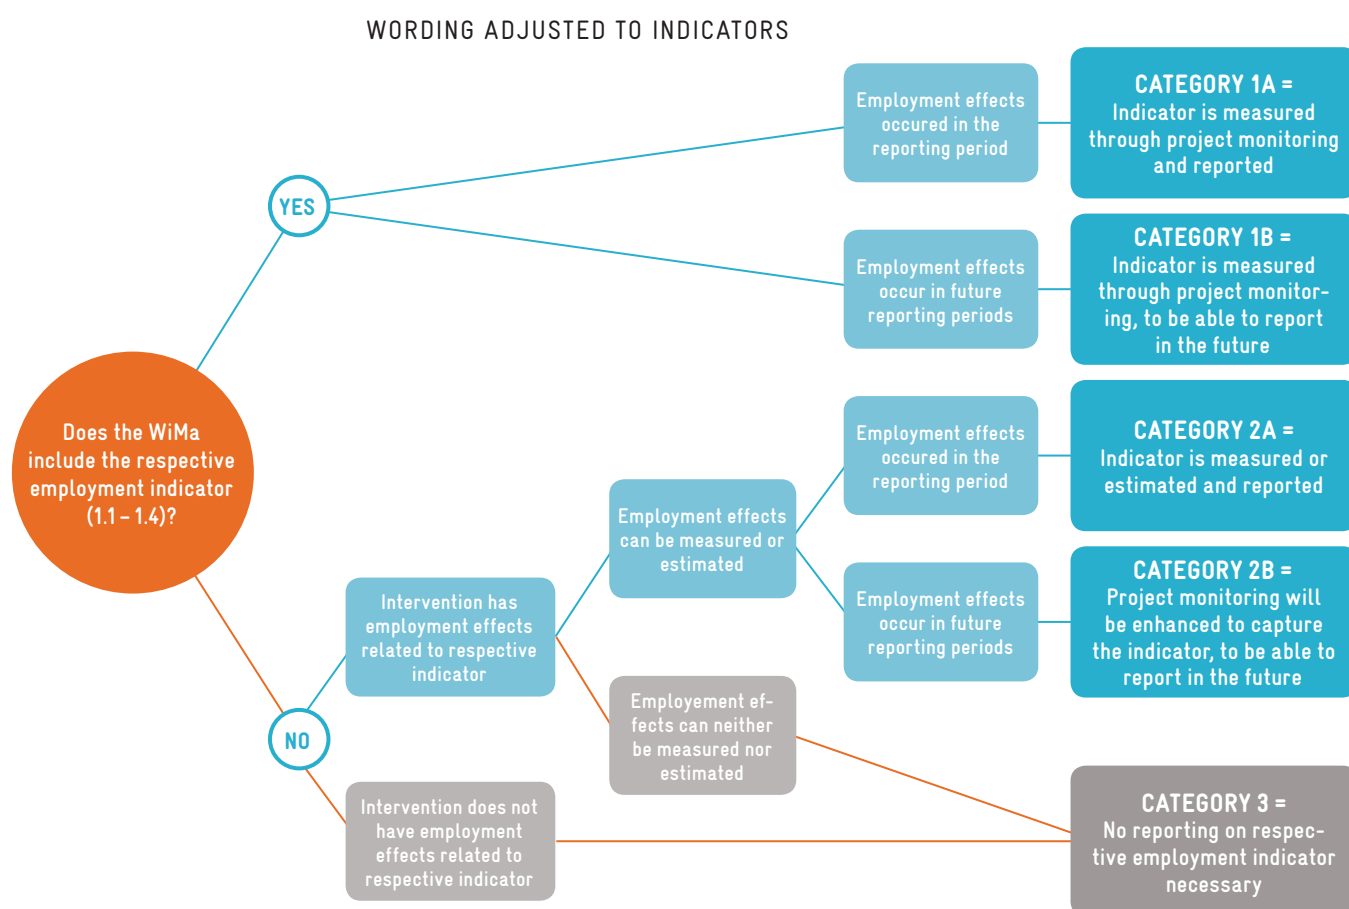 WORDING ADJUSTED TO INDICATORS
Employment effects
occured in the
reporting period
CATEGORY 1A =
Indicator is measured
through project monitoring
and reported
YES
Employment effects
occur in future
reporting periods
CATEGORY 1B =
Indicator is measured
through project monitor-
ing, to be able to report
in the future
Does the WiMa
include the respective
employment indicator
(1.1 – 1.4)?
Employment effects
occured in the
reporting period
CATEGORY 2A =
Indicator is measured or
estimated and reported
Employment effects
can be measured or
estimated
Employment effects
occur in future
reporting periods
CATEGORY 2B =
Project monitoring will
be enhanced to capture
the indicator, to be able to
report in the future
Intervention has
employment effects
related to respective
indicator
Employement ef-
fects can neither
be measured nor
estimated
NO
Intervention does not
have employment
effects related to
respective indicator
CATEGORY 3 =
No reporting on respec-
tive employment indicator
necessary